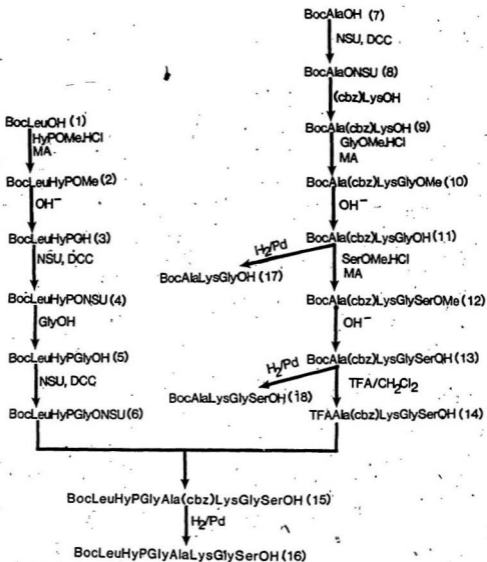 BocAlaOH (7)
NSU, DCC
BocAlaONSU (8)
(cbz)LysOH
BocLeuOH (1)
HyPOMe.HCl
MA
BocAla(cbz)LysOH (9)
GlyOMe.HCl
MA
BocLeuHyPOMe (2)
OH⁻
BocAla(cbz)LysGlyOMe (10)
OH⁻
BocLeuHyPOH (3)
NSU, DCC
BocAla(cbz)LysGlyOH (11)
H₂/Pd
BocAlaLysGlyOH (17)
SerOMe.HCl
MA
BocLeuHyPONSU (4)
GlyOH
BocAla(cbz)LysGlySerOMe (12)
OH⁻
BocLeuHyPGlyOH (5)
NSU, DCC
BocAla(cbz)LysGlySerOH (13)
H₂/Pd
BocAlaLysGlySerOH (18)
TFA/CH₂Cl₂
BocLeuHyPGlyONSU (6)
TFAAla(cbz)LysGlySerOH (14)
BocLeuHyPGlyAla(cbz)LysGlySerOH (15)
H₂/Pd
BocLeuHyPGlyAlaLysGlySerOH (16)